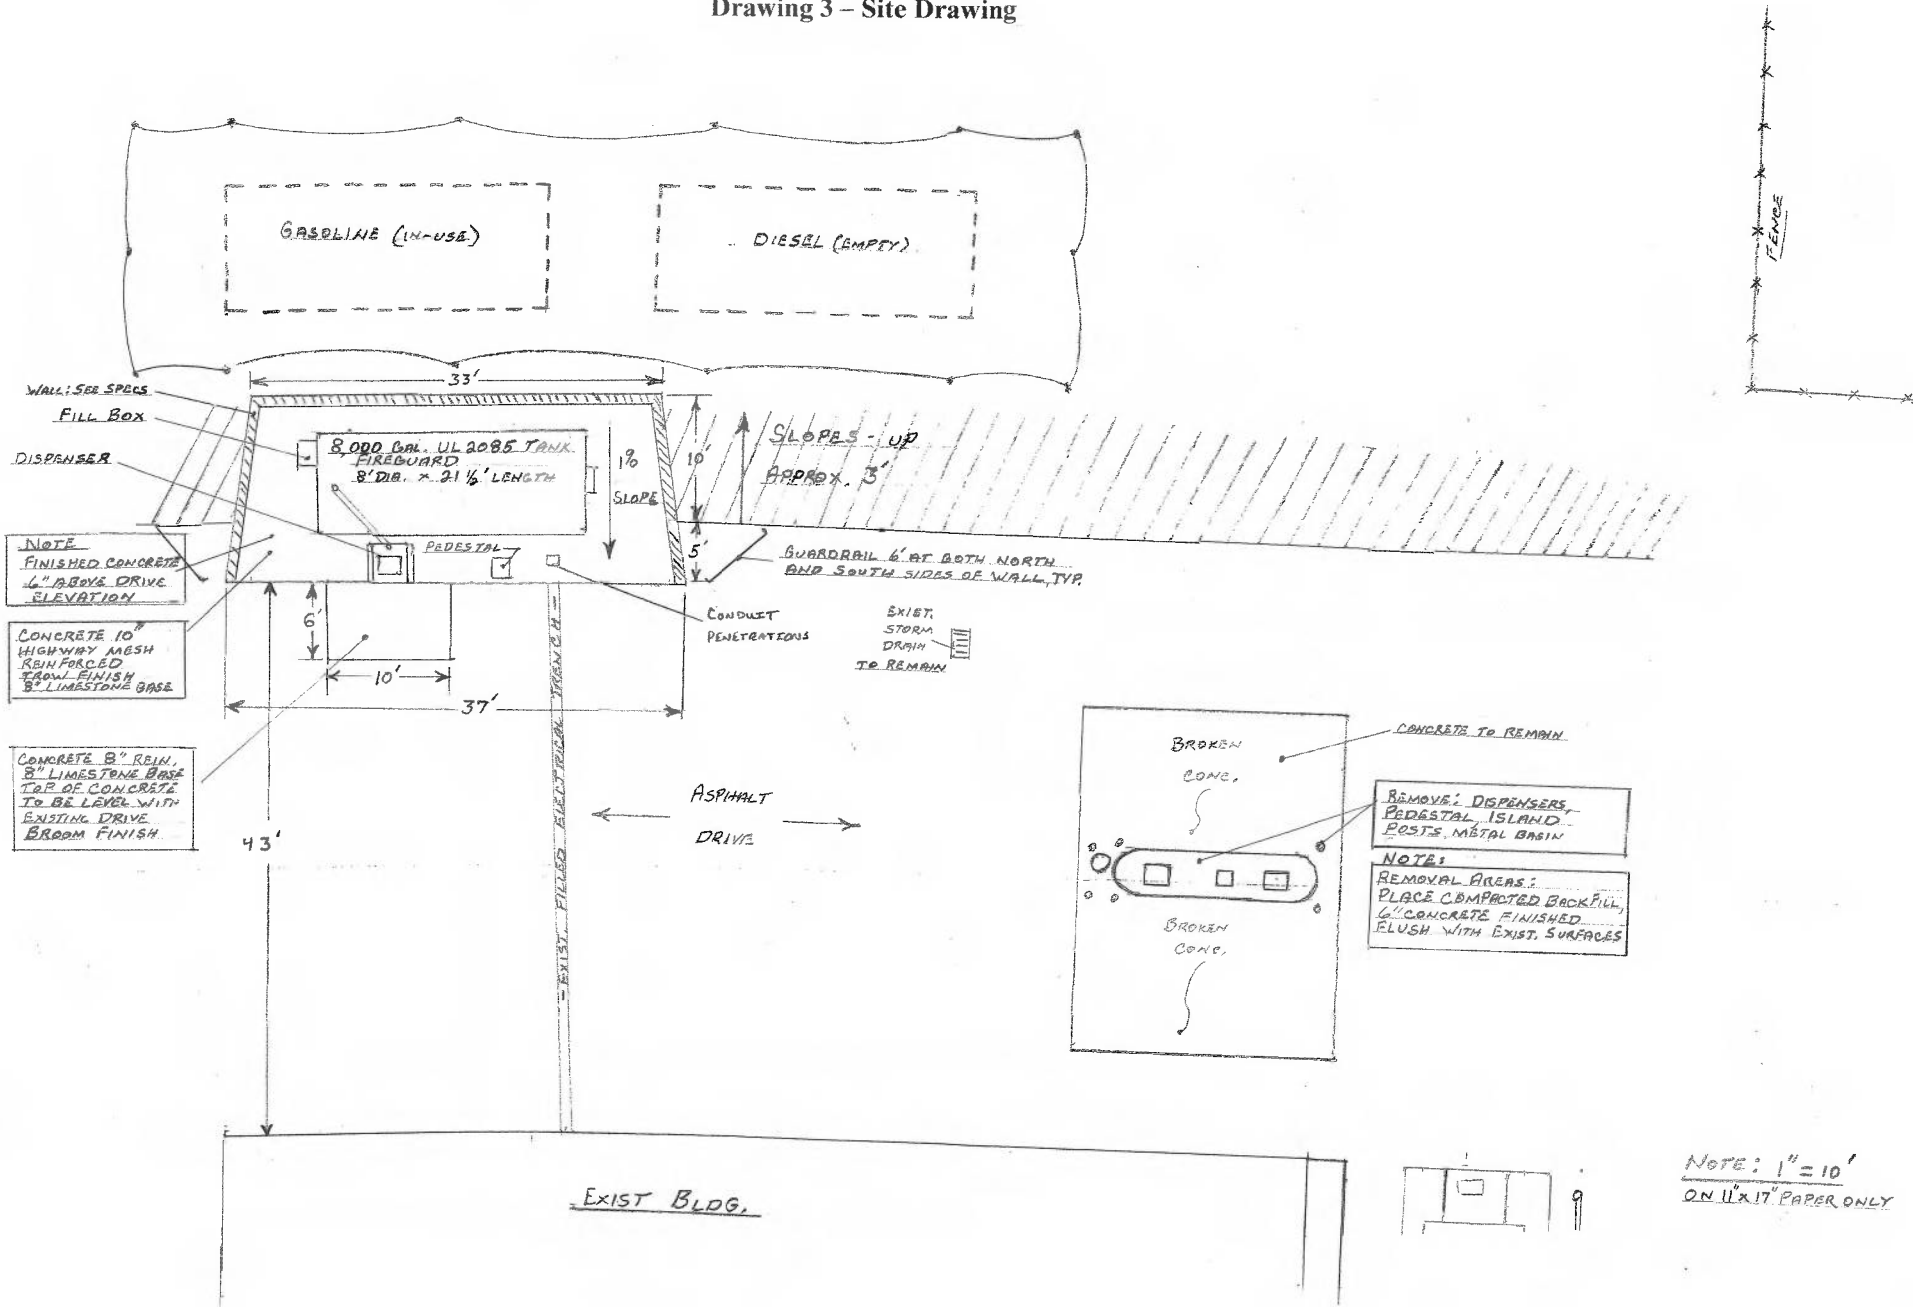 Drawing 3 – Site Drawing
FENCE
GASOLINE (IN-USE)
DIESEL (EMPTY)
33'
WALL: SEE SPECS
FILL BOX
DISPENSER
8,000 GAL. UL 2085 TANK
FIREGUARD
8' DIA. x 21 1/2' LENGTH
1%
SLOPE
10'
SLOPES - UP
APPROX. 3'
PEDESTAL
5'
GUARDRAIL 6' AT BOTH NORTH
AND SOUTH SIDES OF WALL, TYP.
NOTE
FINISHED CONCRETE
6" ABOVE DRIVE
ELEVATION
CONCRETE 10"
HIGHWAY MESH
REINFORCED
TROWL FINISH
8" LIMESTONE BASE
6'
10'
37'
CONDUIT
PENETRATIONS
EXIST.
STORM
DRAIN
TO REMAIN
CONCRETE 8" REIN.
8" LIMESTONE BASE
TOP OF CONCRETE
TO BE LEVEL WITH
EXISTING DRIVE
BROOM FINISH
43'
- EXIST. FILLED ELECTRICAL TRENCH -
ASPHALT
DRIVE
BROKEN
CONC.
CONCRETE TO REMAIN
REMOVE: DISPENSERS,
PEDESTAL, ISLAND
POSTS, METAL BASIN
NOTE:
REMOVAL AREAS:
PLACE COMPACTED BACKFILL,
6" CONCRETE FINISHED
FLUSH WITH EXIST. SURFACES
BROKEN
CONC.
EXIST BLDG.
NOTE: 1" = 10'
ON 11"x17" PAPER ONLY